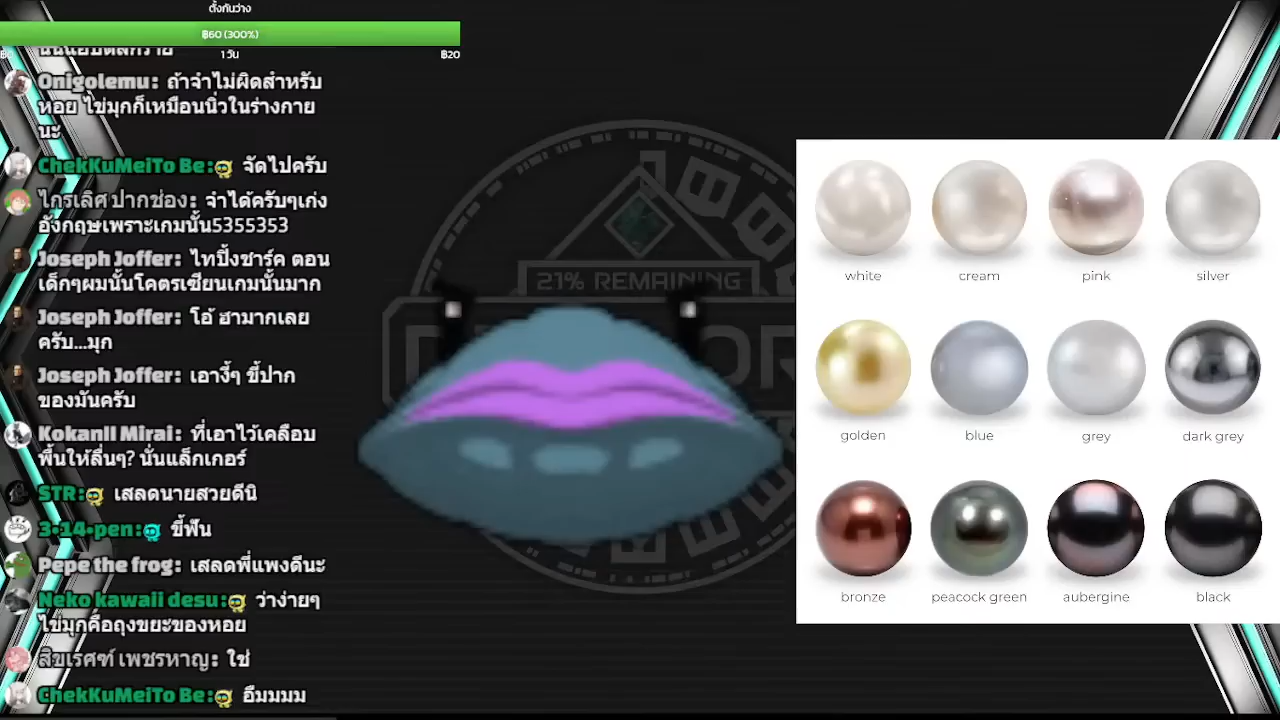 ตั้งกันว่าง
฿60 (300%)
฿0
1 วัน
฿20
Onigolemu: ถ้าจำไม่ผิดสำหรับ
หอย ไข่มุกก็เหมือนนิ่วในร่างกาย
นะ
ChekKuMeiTo Be: จัดไปครับ
ไกรเลิศ ปากช่อง: จำได้ครับๆเก่ง
อังกฤษเพราะเกมนั้น5355353
Joseph Joffer: ไทปิ้งชาร์ค ตอน
เด็กๆผมนั้นโคตรเซียนเกมนั้นมาก
Joseph Joffer: โอ้ ฮามากเลย
ครับ...มุก
Joseph Joffer: เอางี้ๆ ขี้ปาก
ของมันครับ
KokanII Mirai: ที่เอาไว้เคลือบ
พื้นให้ลื่นๆ? นั่นแล็กเกอร์
STR: เสลดนายสวยดีนิ
3•14•pen: ขี้ฟัน
Pepe the frog: เสลดพี่แพงดีนะ
Neko kawaii desu: ว่าง่ายๆ
ไข่มุกคือถุงขยะของหอย
สิขเรศฑ์ เพชรหาญ: ใช่
ChekKuMeiTo Be: อืมมมม
21% REMAINING
white
cream
pink
silver
golden
blue
grey
dark grey
bronze
peacock green
aubergine
black